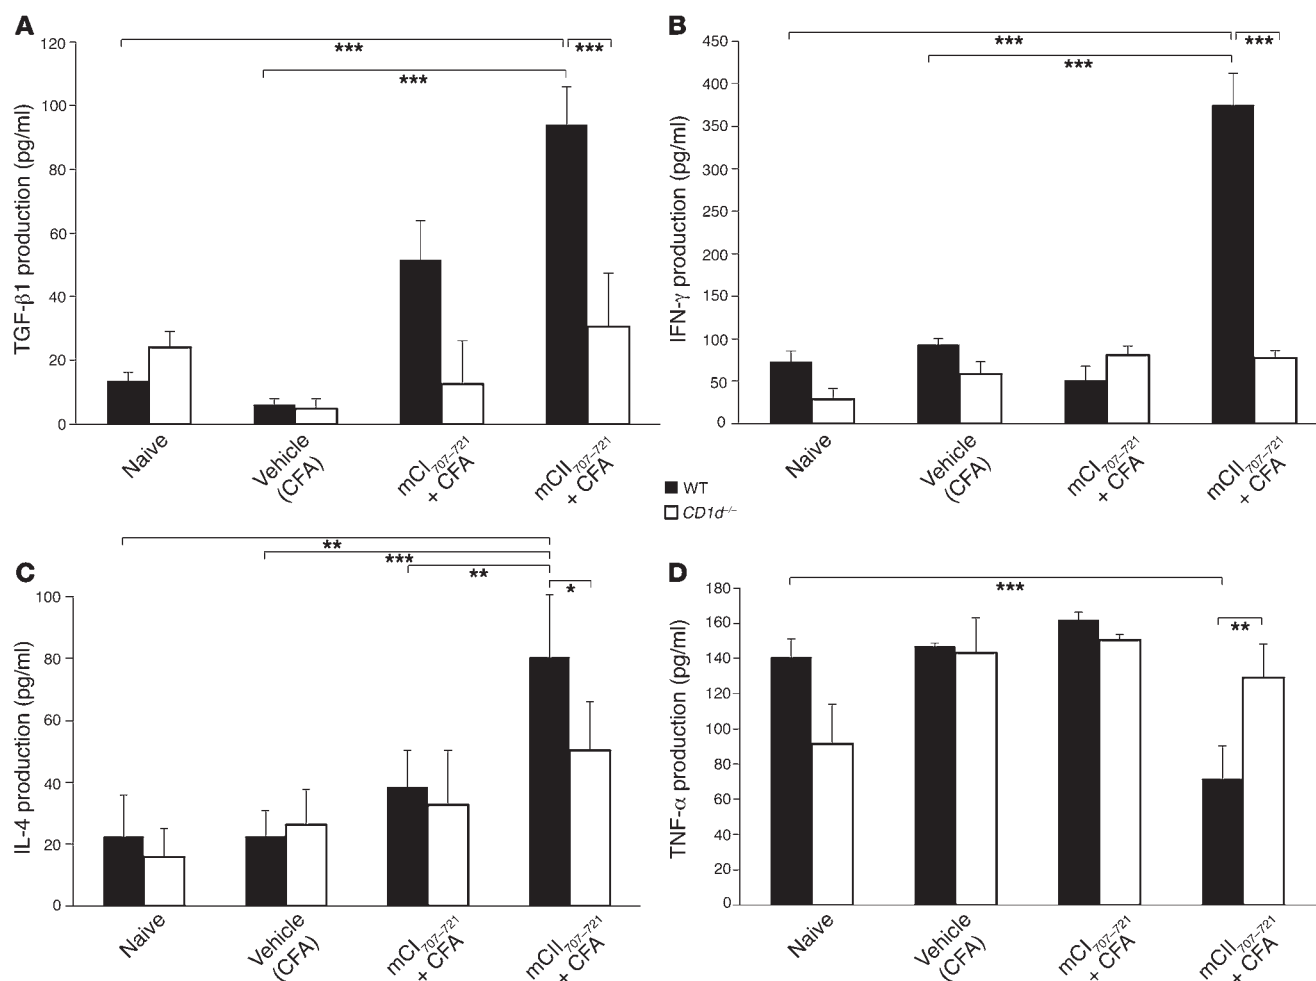 A
TGF-β1 production (pg/ml)
120
100
80
60
40
20
0
***
***
***
Naive
Vehicle
(CFA)
mCI707–721
+ CFA
mCII707–721
+ CFA
B
IFN-γ production (pg/ml)
450
400
350
300
250
200
150
100
50
0
***
***
***
Naive
Vehicle
(CFA)
mCI707–721
+ CFA
mCII707–721
+ CFA
WT
CD1d–/–
C
IL-4 production (pg/ml)
100
80
60
40
20
0
**
***
**
*
Naive
Vehicle
(CFA)
mCI707–721
+ CFA
mCII707–721
+ CFA
D
TNF-α production (pg/ml)
180
160
140
120
100
80
60
40
20
0
***
**
Naive
Vehicle
(CFA)
mCI707–721
+ CFA
mCII707–721
+ CFA